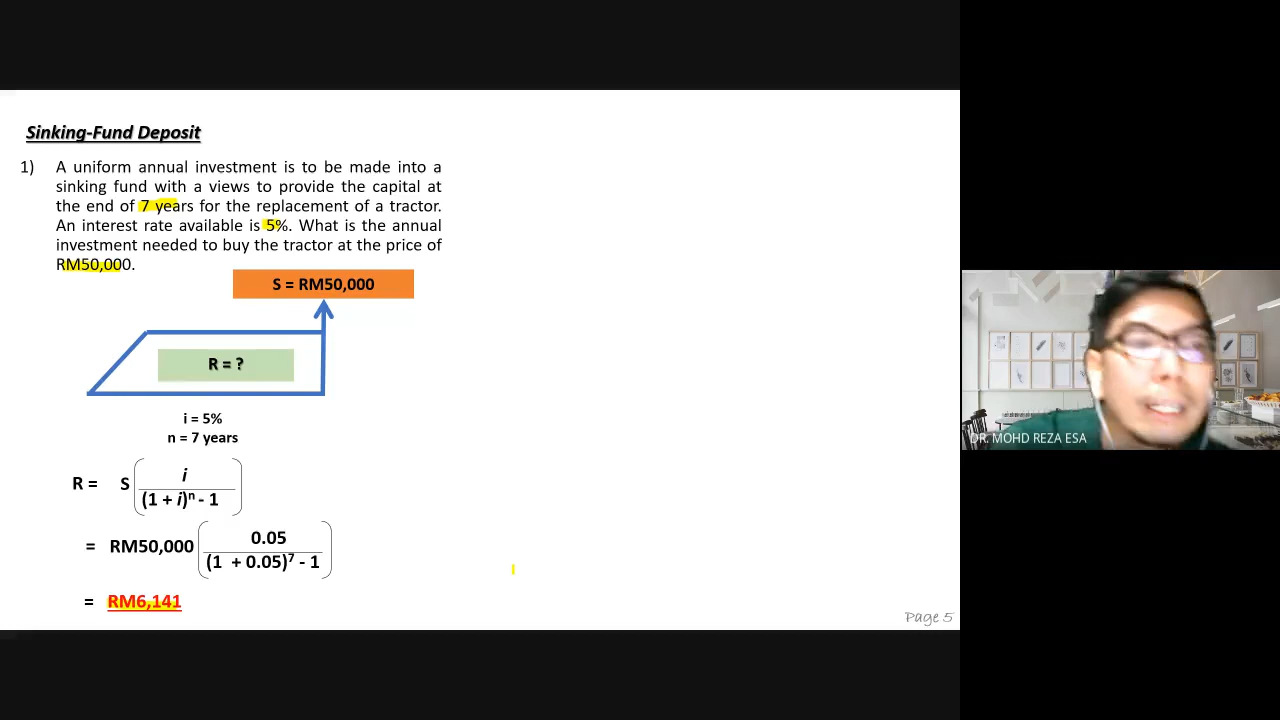 Sinking-Fund Deposit
1) A uniform annual investment is to be made into a
sinking fund with a views to provide the capital at
the end of 7 years for the replacement of a tractor.
An interest rate available is 5%. What is the annual
investment needed to buy the tractor at the price of
RM50,000.
S = RM50,000
R = ?
i = 5%
n = 7 years
R = S ( i
(1 + i)ⁿ - 1 )
= RM50,000 ( 0.05
(1 + 0.05)⁷ - 1 )
= RM6,141
Page 5
DR. MOHD REZA ESA